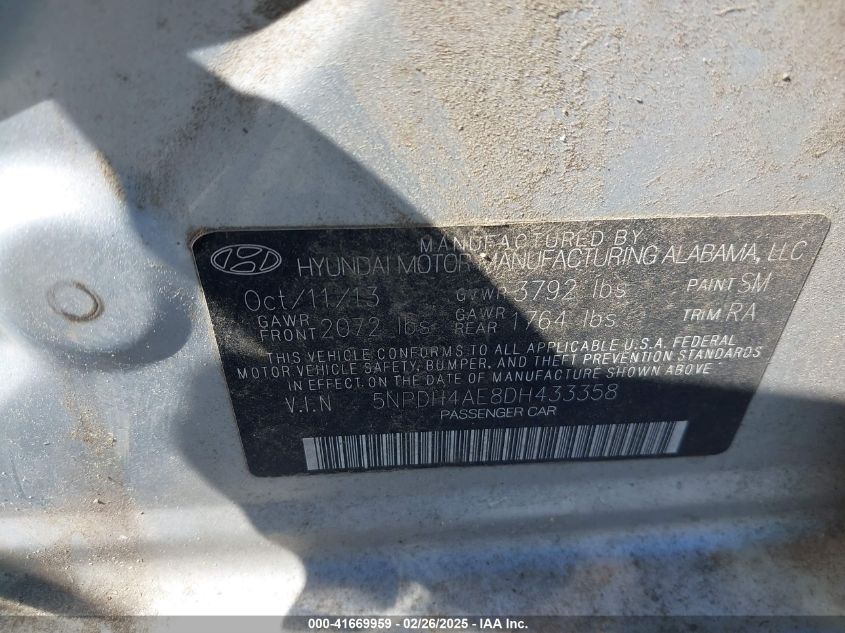 MANUFACTURED BY
HYUNDAI MOTOR MANUFACTURING ALABAMA, LLC
Oct/11/13 GVWR 3792 lbs PAINT SM
GAWR FRONT 2072 lbs GAWR REAR 1764 lbs TRIM RA
THIS VEHICLE CONFORMS TO ALL APPLICABLE U.S.A. FEDERAL
MOTOR VEHICLE SAFETY, BUMPER, AND THEFT PREVENTION STANDARDS
IN EFFECT ON THE DATE OF MANUFACTURE SHOWN ABOVE.
V.I.N 5NPDH4AE8DH433358
PASSENGER CAR
000-41669959 - 02/26/2025 - IAAI.COM